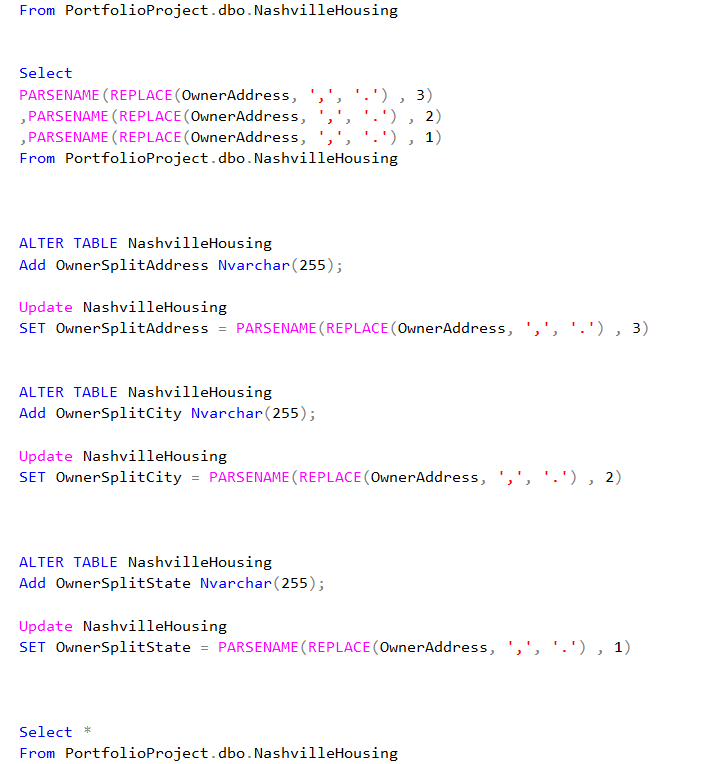 From PortfolioProject.dbo.NashvilleHousing
Select
PARSENAME(REPLACE(OwnerAddress, ',', '.') , 3)
,PARSENAME(REPLACE(OwnerAddress, ',', '.') , 2)
,PARSENAME(REPLACE(OwnerAddress, ',', '.') , 1)
From PortfolioProject.dbo.NashvilleHousing
ALTER TABLE NashvilleHousing
Add OwnerSplitAddress Nvarchar(255);
Update NashvilleHousing
SET OwnerSplitAddress = PARSENAME(REPLACE(OwnerAddress, ',', '.') , 3)
ALTER TABLE NashvilleHousing
Add OwnerSplitCity Nvarchar(255);
Update NashvilleHousing
SET OwnerSplitCity = PARSENAME(REPLACE(OwnerAddress, ',', '.') , 2)
ALTER TABLE NashvilleHousing
Add OwnerSplitState Nvarchar(255);
Update NashvilleHousing
SET OwnerSplitState = PARSENAME(REPLACE(OwnerAddress, ',', '.') , 1)
Select *
From PortfolioProject.dbo.NashvilleHousing